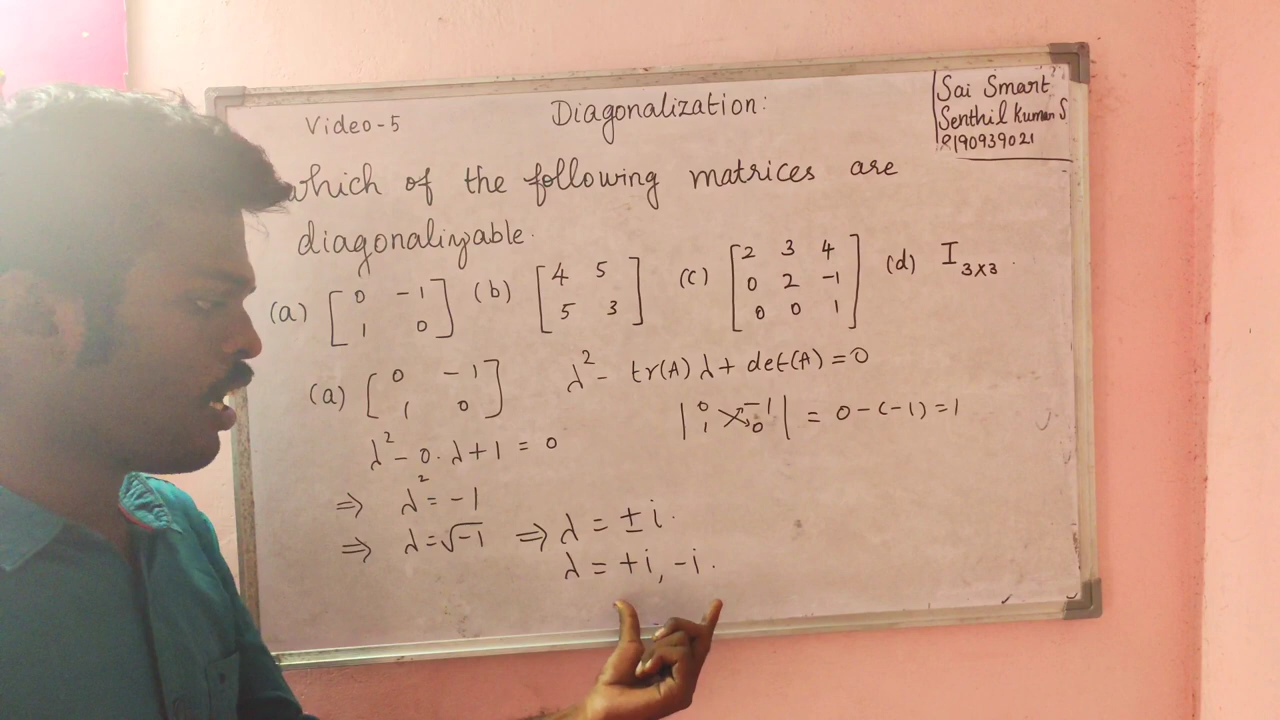 Video-5
Diagonalization:
Sai Smart
Senthil Kumar S
8190939021
which of the following matrices are
diagonalizable.
(a) [0 -1; 1 0] (b) [4 5; 5 3] (c) [2 3 4; 0 2 -1; 0 0 1] (d) I₃ₓ₃.
(a) [0 -1; 1 0] λ² - tr(A) λ + det(A) = 0
|0 -1; 1 0| = 0-(-1) = 1
λ² - 0. λ + 1 = 0
⇒ λ² = -1
⇒ λ = √-1 ⇒ λ = ± i.
λ = +i, -i.